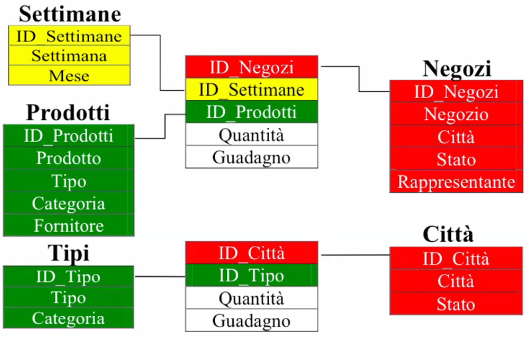 Settimane
ID_Settimane
Settimana
Mese
Prodotti
ID_Prodotti
Prodotto
Tipo
Categoria
Fornitore
ID_Negozi
ID_Settimane
ID_Prodotti
Quantità
Guadagno
Negozi
ID_Negozi
Negozio
Città
Stato
Rappresentante
Tipi
ID_Tipo
Tipo
Categoria
ID_Città
ID_Tipo
Quantità
Guadagno
Città
ID_Città
Città
Stato